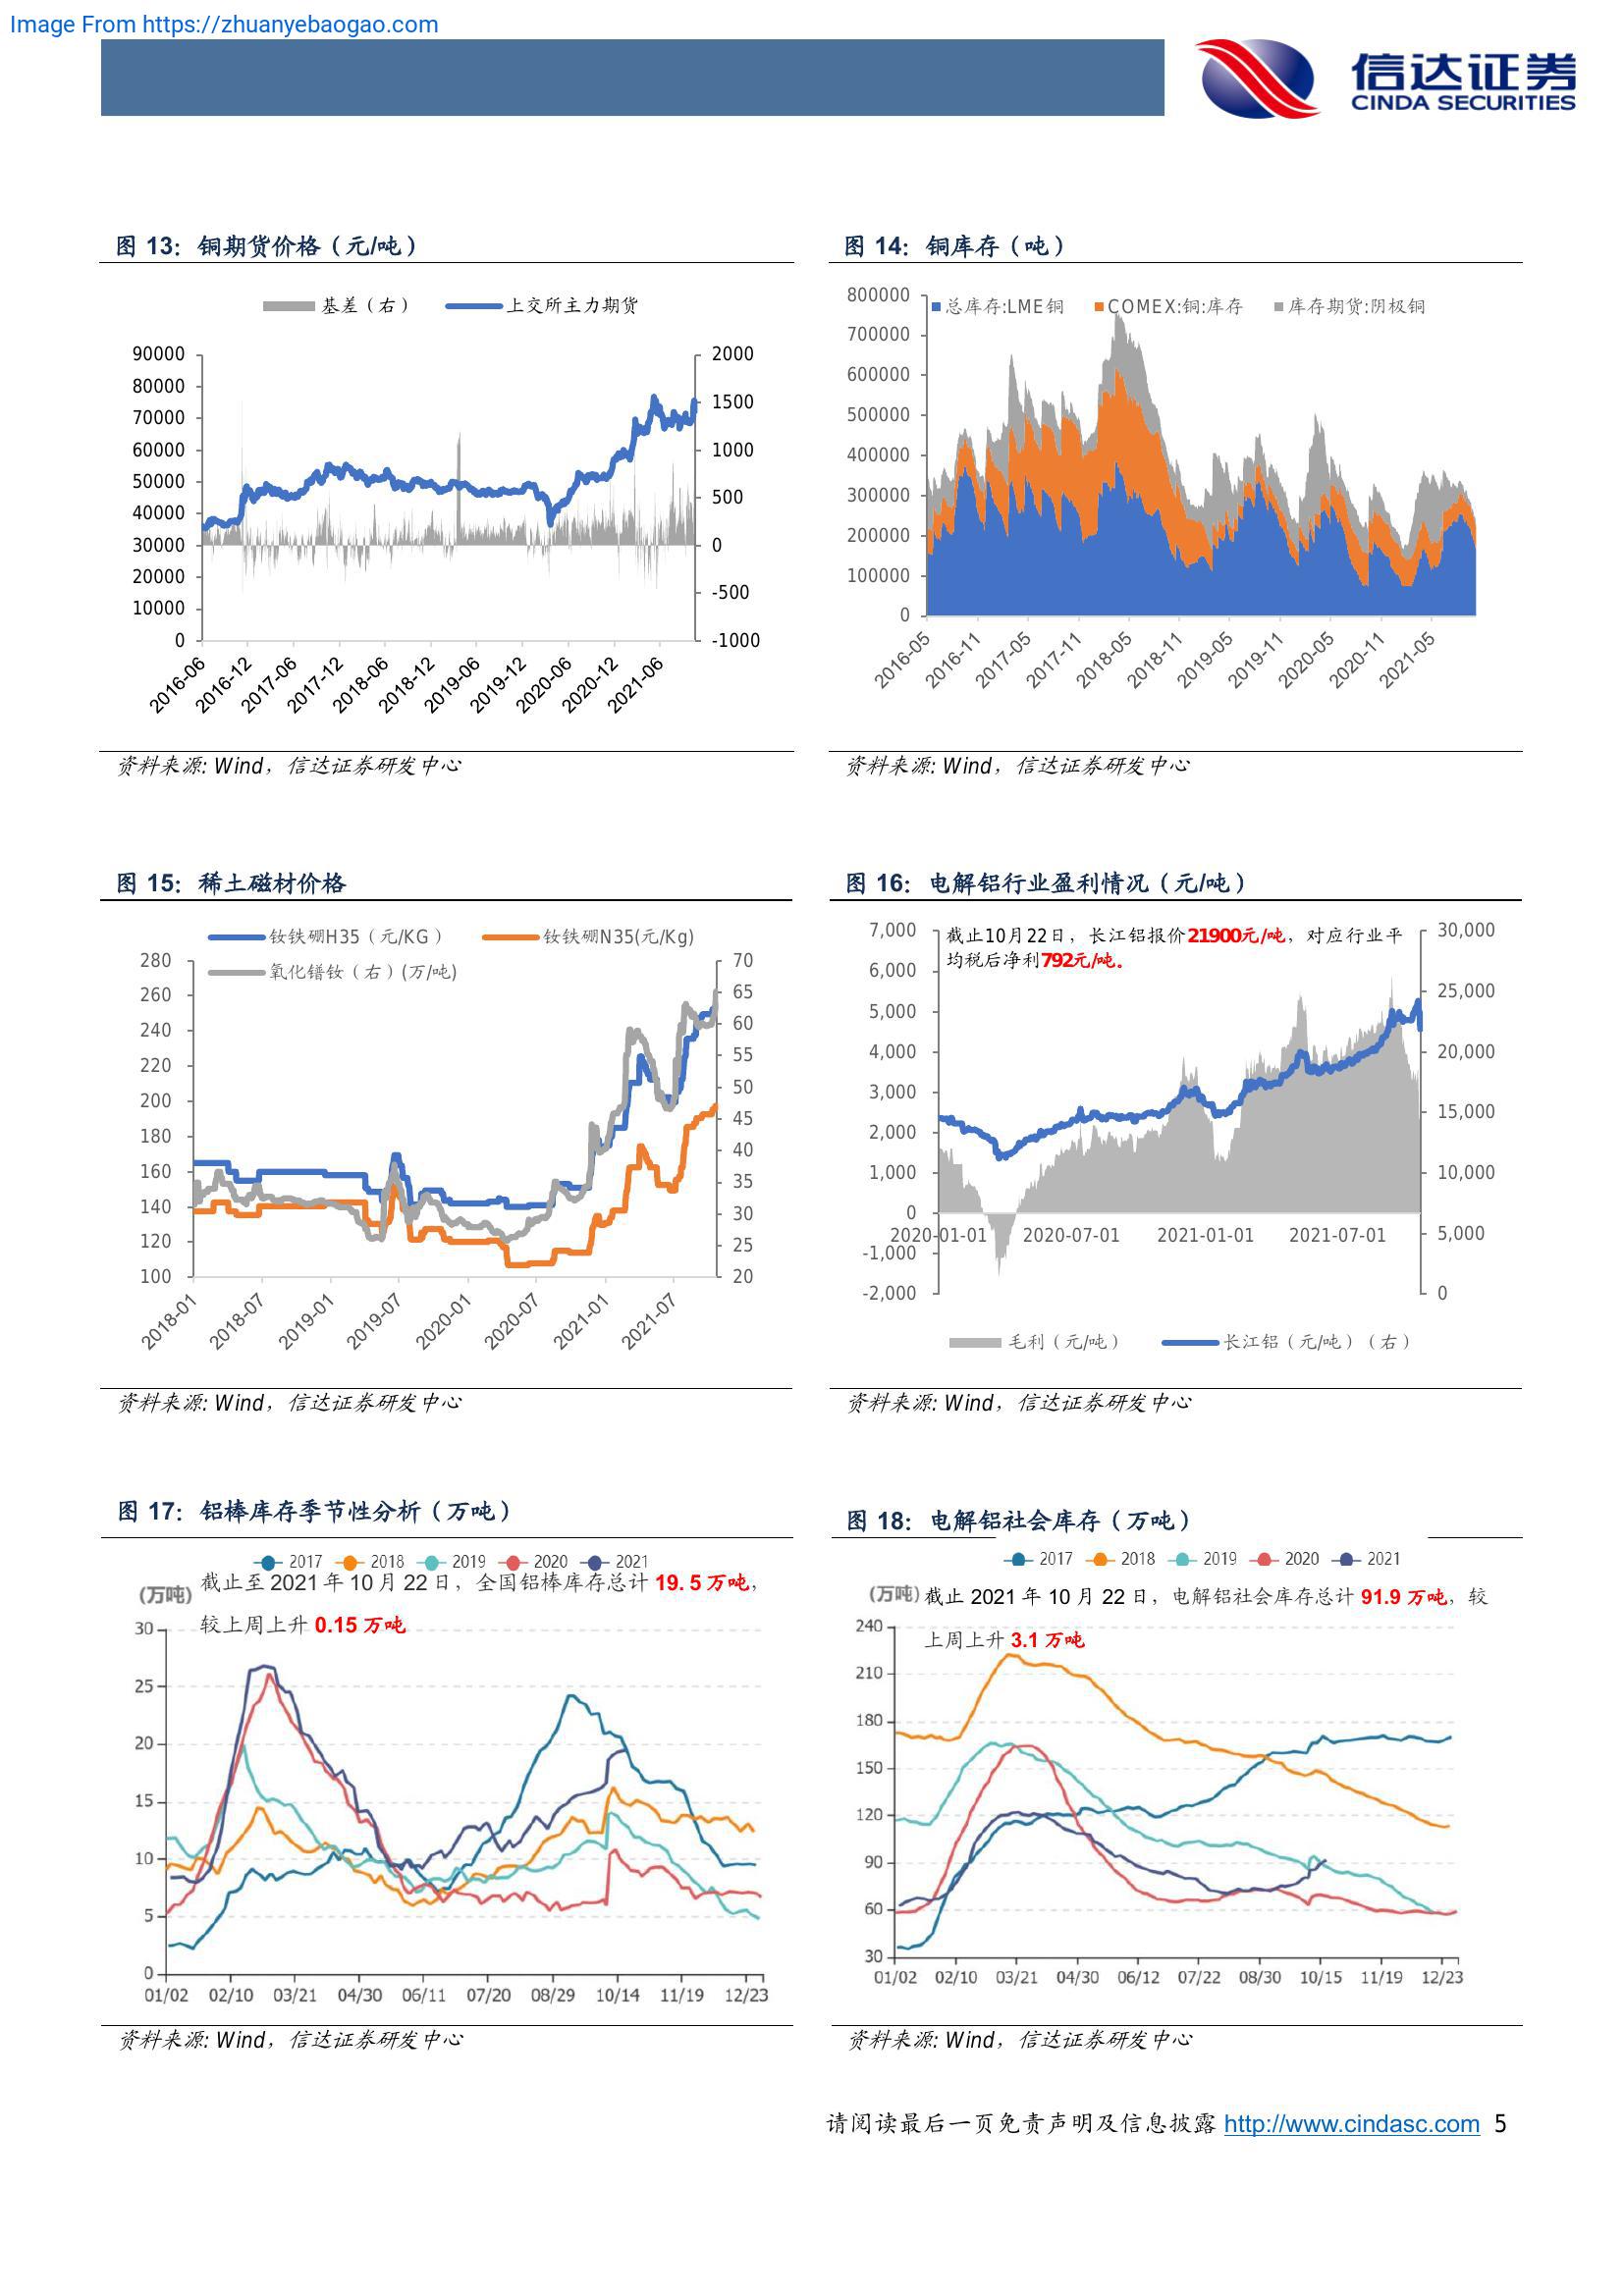 Image From https://zhuanyebaogao.com
信达证券
CINDA SECURITIES
图 13：铜期货价格（元/吨）
基差（右） 上交所主力期货
90000
80000
70000
60000
50000
40000
30000
20000
10000
0
2000
1500
1000
500
0
-500
-1000
2016-06 2016-12 2017-06 2017-12 2018-06 2018-12 2019-06 2019-12 2020-06 2020-12 2021-06
资料来源: Wind，信达证券研发中心
图 14：铜库存（吨）
总库存:LME铜 COMEX:铜:库存 库存期货:阴极铜
800000
700000
600000
500000
400000
300000
200000
100000
0
2016-05 2016-11 2017-05 2017-11 2018-05 2018-11 2019-05 2019-11 2020-05 2020-11 2021-05
资料来源: Wind，信达证券研发中心
图 15：稀土磁材价格
钕铁硼H35（元/KG） 钕铁硼N35(元/Kg)
氧化镨钕（右）(万/吨)
280
260
240
220
200
180
160
140
120
100
70
65
60
55
50
45
40
35
30
25
20
2018-01 2018-07 2019-01 2019-07 2020-01 2020-07 2021-01 2021-07
资料来源: Wind，信达证券研发中心
图 16：电解铝行业盈利情况（元/吨）
截止10月22日，长江铝报价21900元/吨，对应行业平
均税后净利792元/吨。
7,000
6,000
5,000
4,000
3,000
2,000
1,000
0
-1,000
-2,000
30,000
25,000
20,000
15,000
10,000
5,000
0
2020-01-01 2020-07-01 2021-01-01 2021-07-01
毛利（元/吨） 长江铝（元/吨）（右）
资料来源: Wind，信达证券研发中心
图 17：铝棒库存季节性分析（万吨）
2017 2018 2019 2020 2021
(万吨)
截止至 2021 年 10 月 22 日，全国铝棒库存总计 19.5 万吨，
较上周上升 0.15 万吨
30
25
20
15
10
5
0
01/02 02/10 03/21 04/30 06/11 07/20 08/29 10/14 11/19 12/23
资料来源: Wind，信达证券研发中心
图 18：电解铝社会库存（万吨）
2017 2018 2019 2020 2021
(万吨)
截止 2021 年 10 月 22 日，电解铝社会库存总计 91.9 万吨，较
上周上升 3.1 万吨
240
210
180
150
120
90
60
30
01/02 02/10 03/21 04/30 06/12 07/22 08/30 10/15 11/19 12/23
资料来源: Wind，信达证券研发中心
请阅读最后一页免责声明及信息披露 http://www.cindasc.com 5